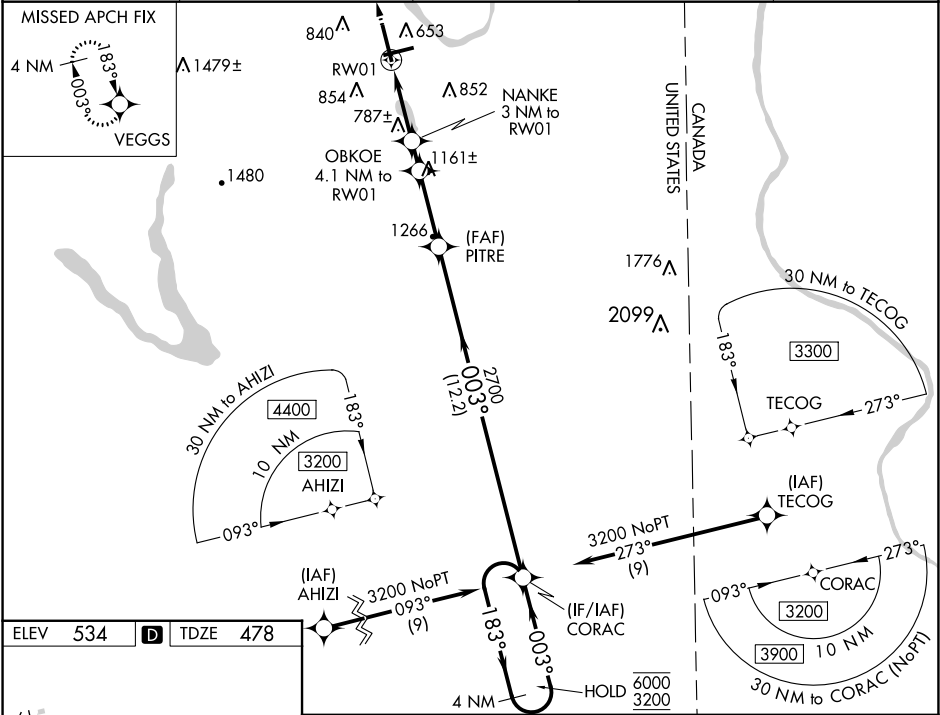 MISSED APCH FIX
4 NM
183°
003°
VEGGS
1479±
840
653
RW01
854
852
787±
NANKE
3 NM to
RW01
OBKOE
4.1 NM to
RW01
1161±
1480
CANADA
UNITED STATES
1266
(FAF)
PITRE
1776
2099
30 NM to TECOG
183°
3300
TECOG
273°
2700
003°
(12.2)
30 NM to AHIZI
4400
183°
10 NM
3200
AHIZI
093°
(IAF)
TECOG
3200 NoPT
273°
(9)
(IAF)
AHIZI
3200 NoPT
093°
(9)
(IF/IAF)
CORAC
183°
003°
4 NM
HOLD
6000
3200
093°
273°
CORAC
3200
10 NM
3900
30 NM to CORAC (NoPT)
ELEV 534
D
TDZE 478